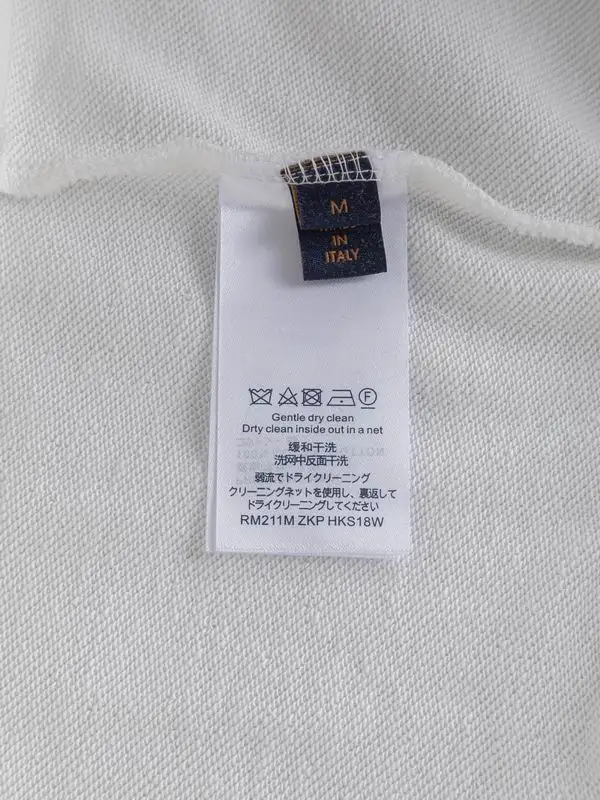 M
IN
ITALY
F
Gentle dry clean
Drty clean inside out in a net
缓和干洗
洗网中反面干洗
弱流でドライクリーニング
クリーニングネットを使用し、裏返して
ドライクリーニングしてください
RM211M ZKP HKS18W